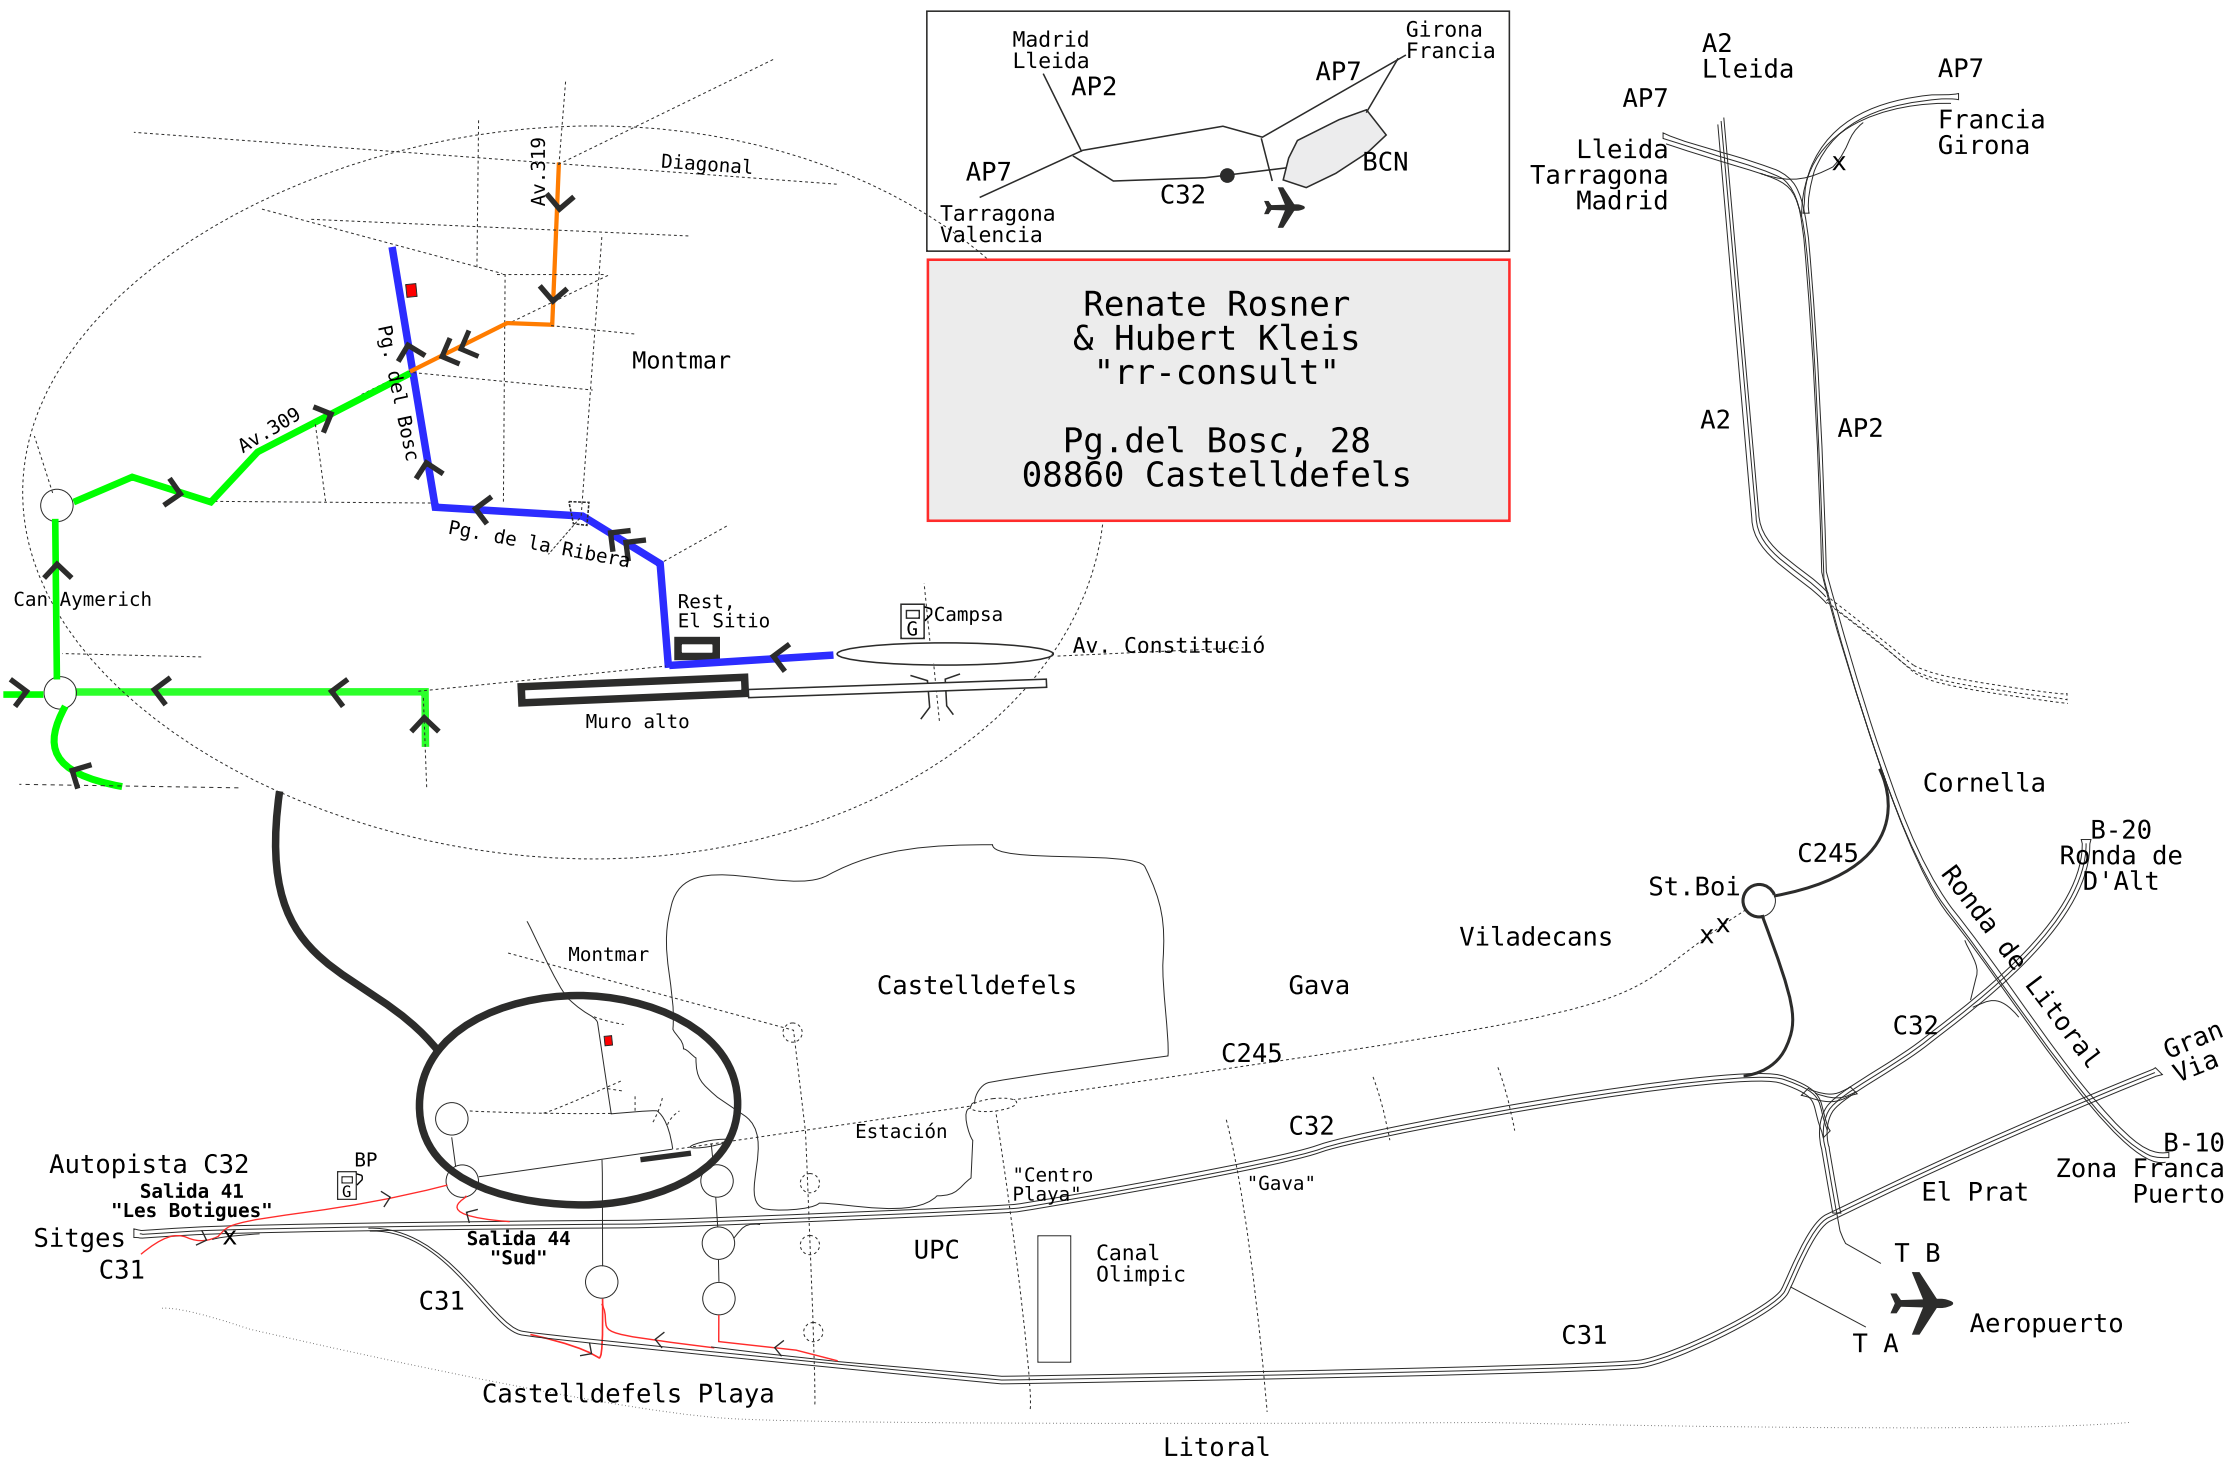 Madrid
Lleida
AP2
Girona
Francia
AP7
AP7
BCN
C32
Tarragona
Valencia
Renate Rosner
& Hubert Kleis
"rr-consult"
Pg.del Bosc, 28
08860 Castelldefels
A2
Lleida
AP7
AP7
Francia
Girona
Lleida
Tarragona
Madrid
x
A2
AP2
Diagonal
Av.319
Montmar
Pg. del Bosc
Av.309
Pg. de la Ribera
Can Aymerich
Rest,
El Sitio
G
Campsa
Av. Constitució
Muro alto
Cornella
B-20
Ronda de
D'Alt
C245
St.Boi
x
x
Viladecans
Ronda de Litoral
Montmar
Castelldefels
Gava
C245
C32
Gran
Via
C32
Estación
B-10
Zona Franca
Puerto
El Prat
Autopista C32
BP
G
Salida 41
"Les Botigues"
Sitges
x
C31
Salida 44
"Sud"
"Centro
Playa"
"Gava"
UPC
Canal
Olimpic
C31
T B
Aeropuerto
T A
C31
Castelldefels Playa
Litoral